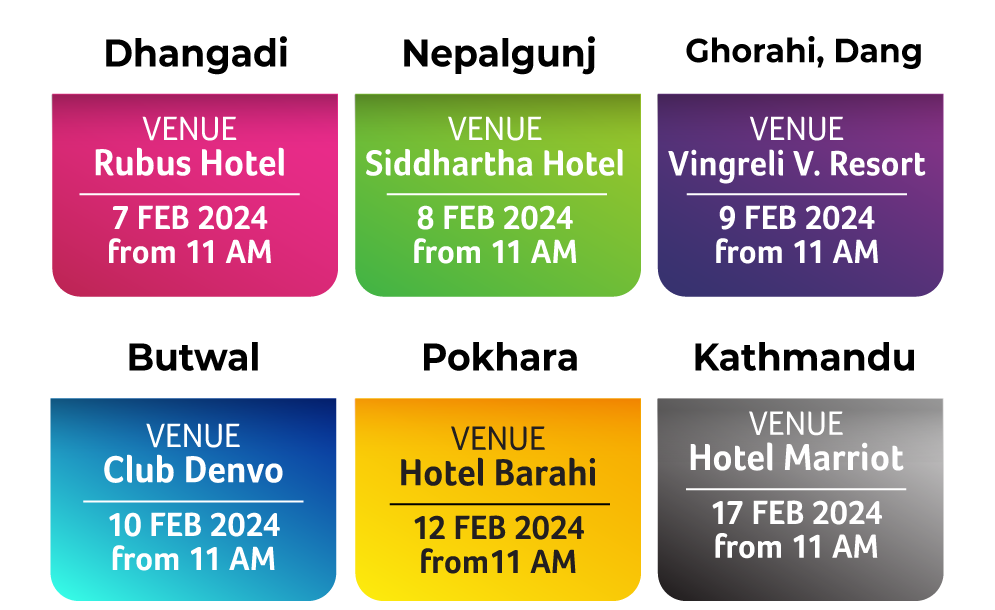 Dhangadi
VENUE
Rubus Hotel
7 FEB 2024
from 11 AM
Nepalgunj
VENUE
Siddhartha Hotel
8 FEB 2024
from 11 AM
Ghorahi, Dang
VENUE
Vingreli V. Resort
9 FEB 2024
from 11 AM
Butwal
VENUE
Club Denvo
10 FEB 2024
from 11 AM
Pokhara
VENUE
Hotel Barahi
12 FEB 2024
from11 AM
Kathmandu
VENUE
Hotel Marriot
17 FEB 2024
from 11 AM